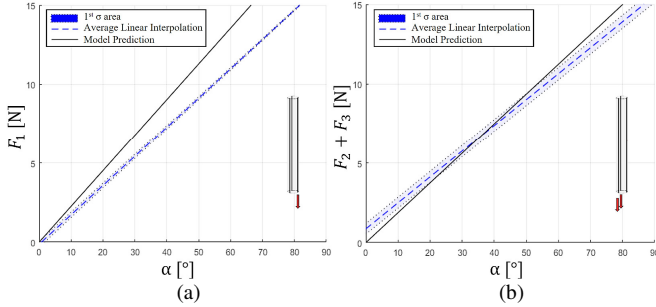 1st σ area
Average Linear Interpolation
Model Prediction
15
10
5
0
F1 [N]
0 10 20 30 40 50 60 70 80 90
α [°]
(a)
1st σ area
Average Linear Interpolation
Model Prediction
15
10
5
0
F2 + F3 [N]
0 10 20 30 40 50 60 70 80 90
α [°]
(b)